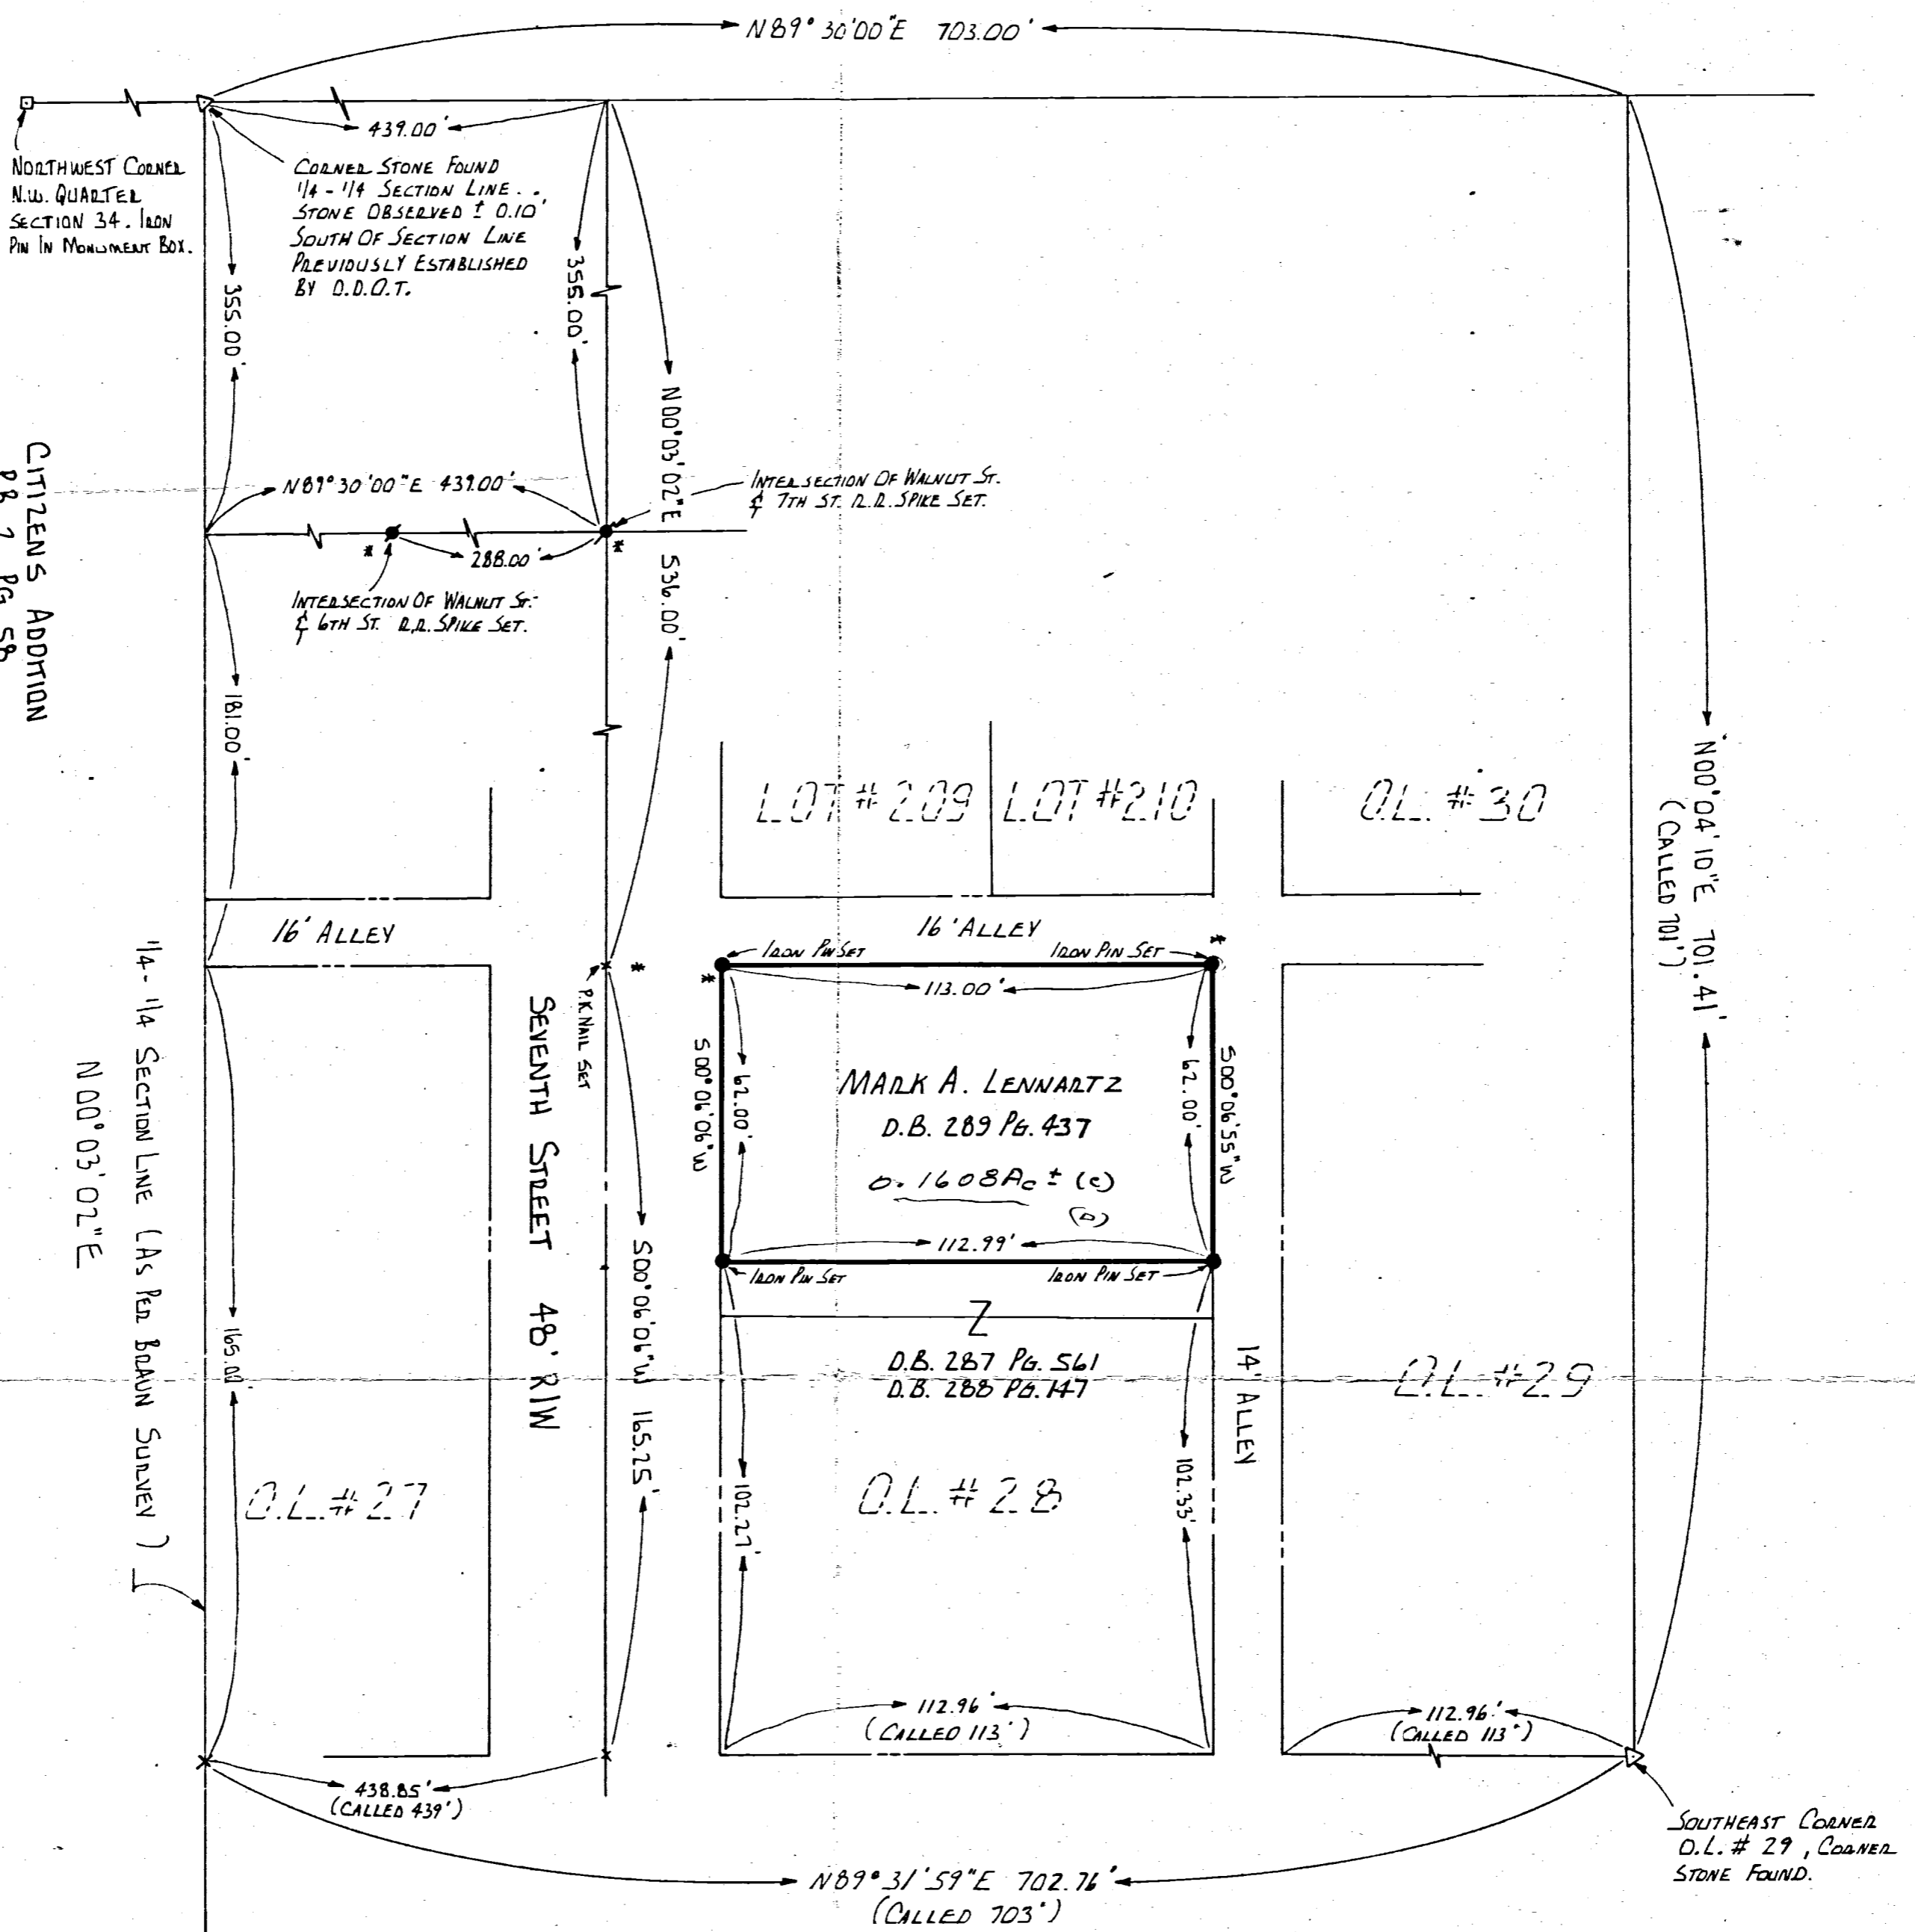 N89°30'00"E 703.00'
439.00'
NORTHWEST CORNER
N.W. QUARTER
SECTION 34. IRON
PIN IN MONUMENT BOX.
CORNER STONE FOUND
1/4 - 1/4 SECTION LINE..
STONE OBSERVED ± 0.10'
SOUTH OF SECTION LINE
PREVIOUSLY ESTABLISHED
BY O.D.O.T.
355.00'
355.00'
N00°03'02"E 536.00'
CITIZENS ADDITION
P.B. 2 PG. 58
N89°30'00"E 439.00'
INTERSECTION OF WALNUT ST.
& 7TH ST. R.R. SPIKE SET.
*
*
288.00'
INTERSECTION OF WALNUT ST.
& 6TH ST. R.R. SPIKE SET.
181.00'
N00°04'10"E 701.41'
(CALLED 701')
LOT #209
LOT #210
O.L. #30
16' ALLEY
16' ALLEY
IRON PIN SET
IRON PIN SET
*
*
*
P.K. NAIL SET
113.00'
S00°06'06"W
62.00'
62.00'
S00°06'55"W
MARK A. LENNARTZ
D.B. 289 PG. 437
0.1608Ac ± (C)
(D)
112.99'
IRON PIN SET
IRON PIN SET
1/4 - 1/4 SECTION LINE (AS PER BRAUN SURVEY)
N00°03'02"E
165.00'
SEVENTH STREET 48' R/W
S00°06'06"W 165.25'
Z
D.B. 287 PG. 561
D.B. 288 PG. 147
14' ALLEY
O.L. #29
O.L. #27
O.L. #28
102.27'
102.33'
112.96'
(CALLED 113')
112.96'
(CALLED 113')
438.85'
(CALLED 439')
SOUTHEAST CORNER
O.L. # 29, CORNER
STONE FOUND.
N89°31'59"E 702.76'
(CALLED 703')